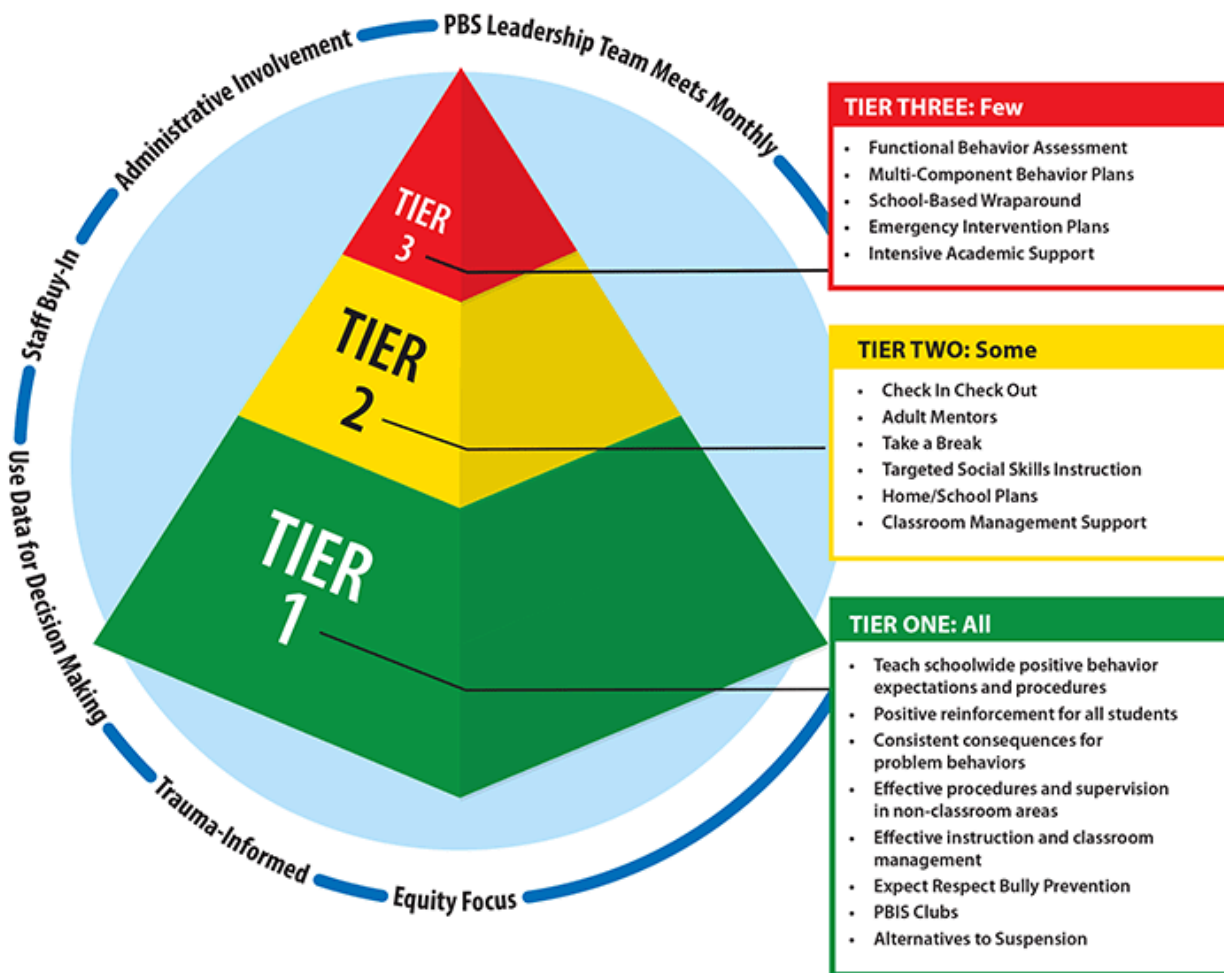 PBS Leadership Team Meets Monthly
Administrative Involvement
Staff Buy-In
Use Data for Decision Making
Trauma-Informed
Equity Focus
TIER
3
TIER
2
TIER
1
TIER THREE: Few
• Functional Behavior Assessment
• Multi-Component Behavior Plans
• School-Based Wraparound
• Emergency Intervention Plans
• Intensive Academic Support
TIER TWO: Some
• Check In Check Out
• Adult Mentors
• Take a Break
• Targeted Social Skills Instruction
• Home/School Plans
• Classroom Management Support
TIER ONE: All
• Teach schoolwide positive behavior
expectations and procedures
• Positive reinforcement for all students
• Consistent consequences for
problem behaviors
• Effective procedures and supervision
in non-classroom areas
• Effective instruction and classroom
management
• Expect Respect Bully Prevention
• PBIS Clubs
• Alternatives to Suspension